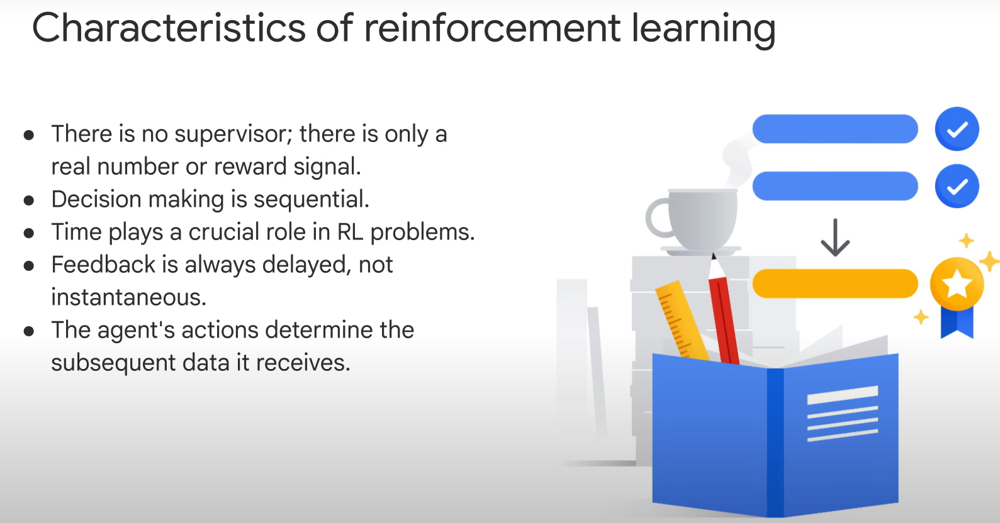 Characteristics of reinforcement learning
● There is no supervisor; there is only a
real number or reward signal.
● Decision making is sequential.
● Time plays a crucial role in RL problems.
● Feedback is always delayed, not
instantaneous.
● The agent's actions determine the
subsequent data it receives.